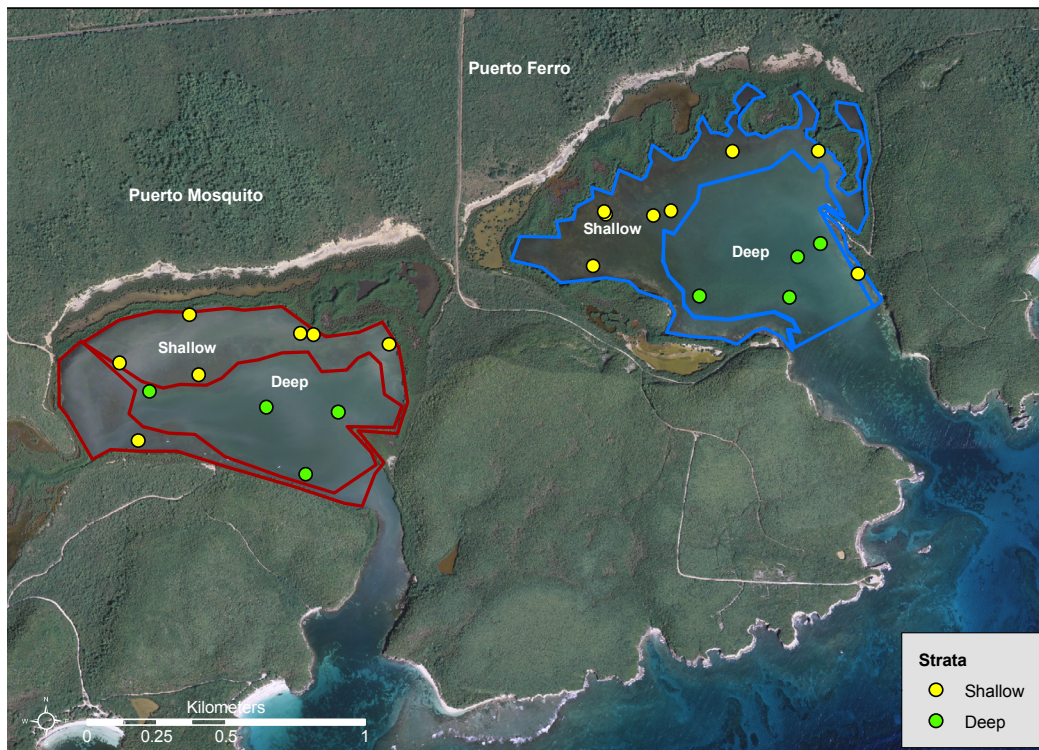 Puerto Ferro
Puerto Mosquito
Shallow
Deep
Shallow
Deep
Strata
Shallow
Deep
Kilometers
0 0.25 0.5 1
N
W